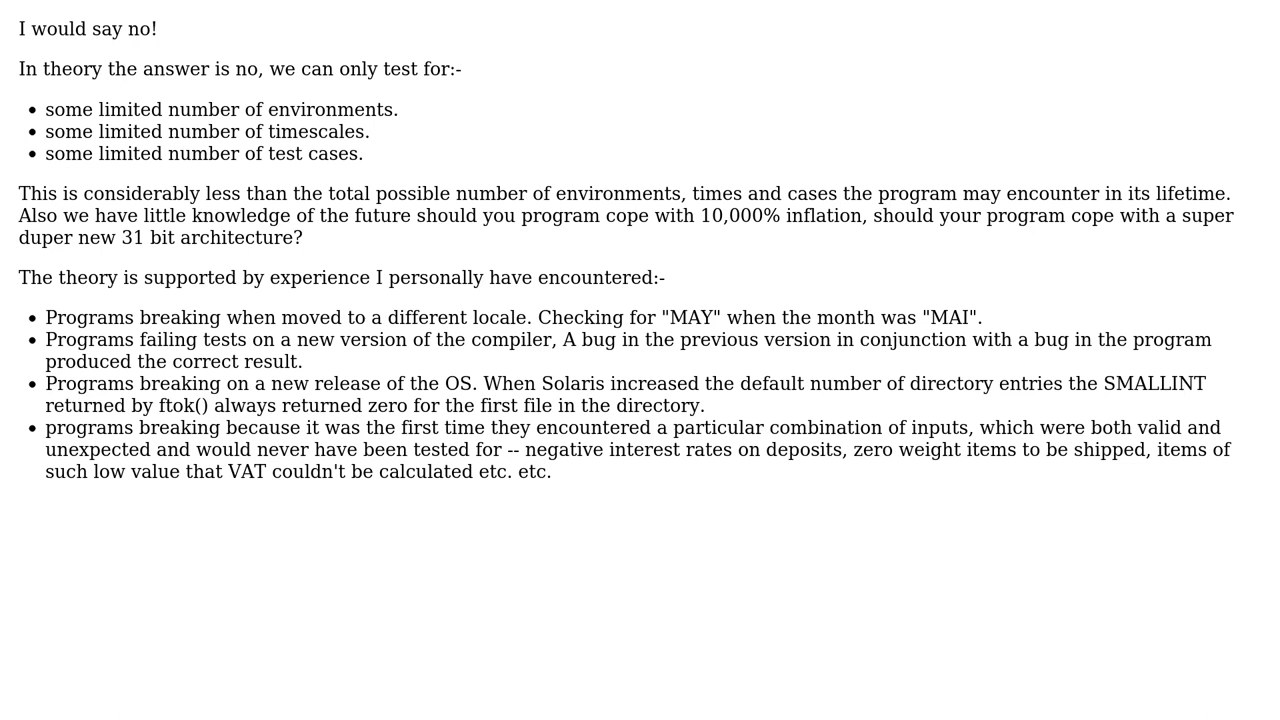 I would say no!
In theory the answer is no, we can only test for:-
• some limited number of environments.
• some limited number of timescales.
• some limited number of test cases.
This is considerably less than the total possible number of environments, times and cases the program may encounter in its lifetime.
Also we have little knowledge of the future should you program cope with 10,000% inflation, should your program cope with a super
duper new 31 bit architecture?
The theory is supported by experience I personally have encountered:-
• Programs breaking when moved to a different locale. Checking for "MAY" when the month was "MAI".
• Programs failing tests on a new version of the compiler, A bug in the previous version in conjunction with a bug in the program
produced the correct result.
• Programs breaking on a new release of the OS. When Solaris increased the default number of directory entries the SMALLINT
returned by ftok() always returned zero for the first file in the directory.
• programs breaking because it was the first time they encountered a particular combination of inputs, which were both valid and
unexpected and would never have been tested for -- negative interest rates on deposits, zero weight items to be shipped, items of
such low value that VAT couldn't be calculated etc. etc.